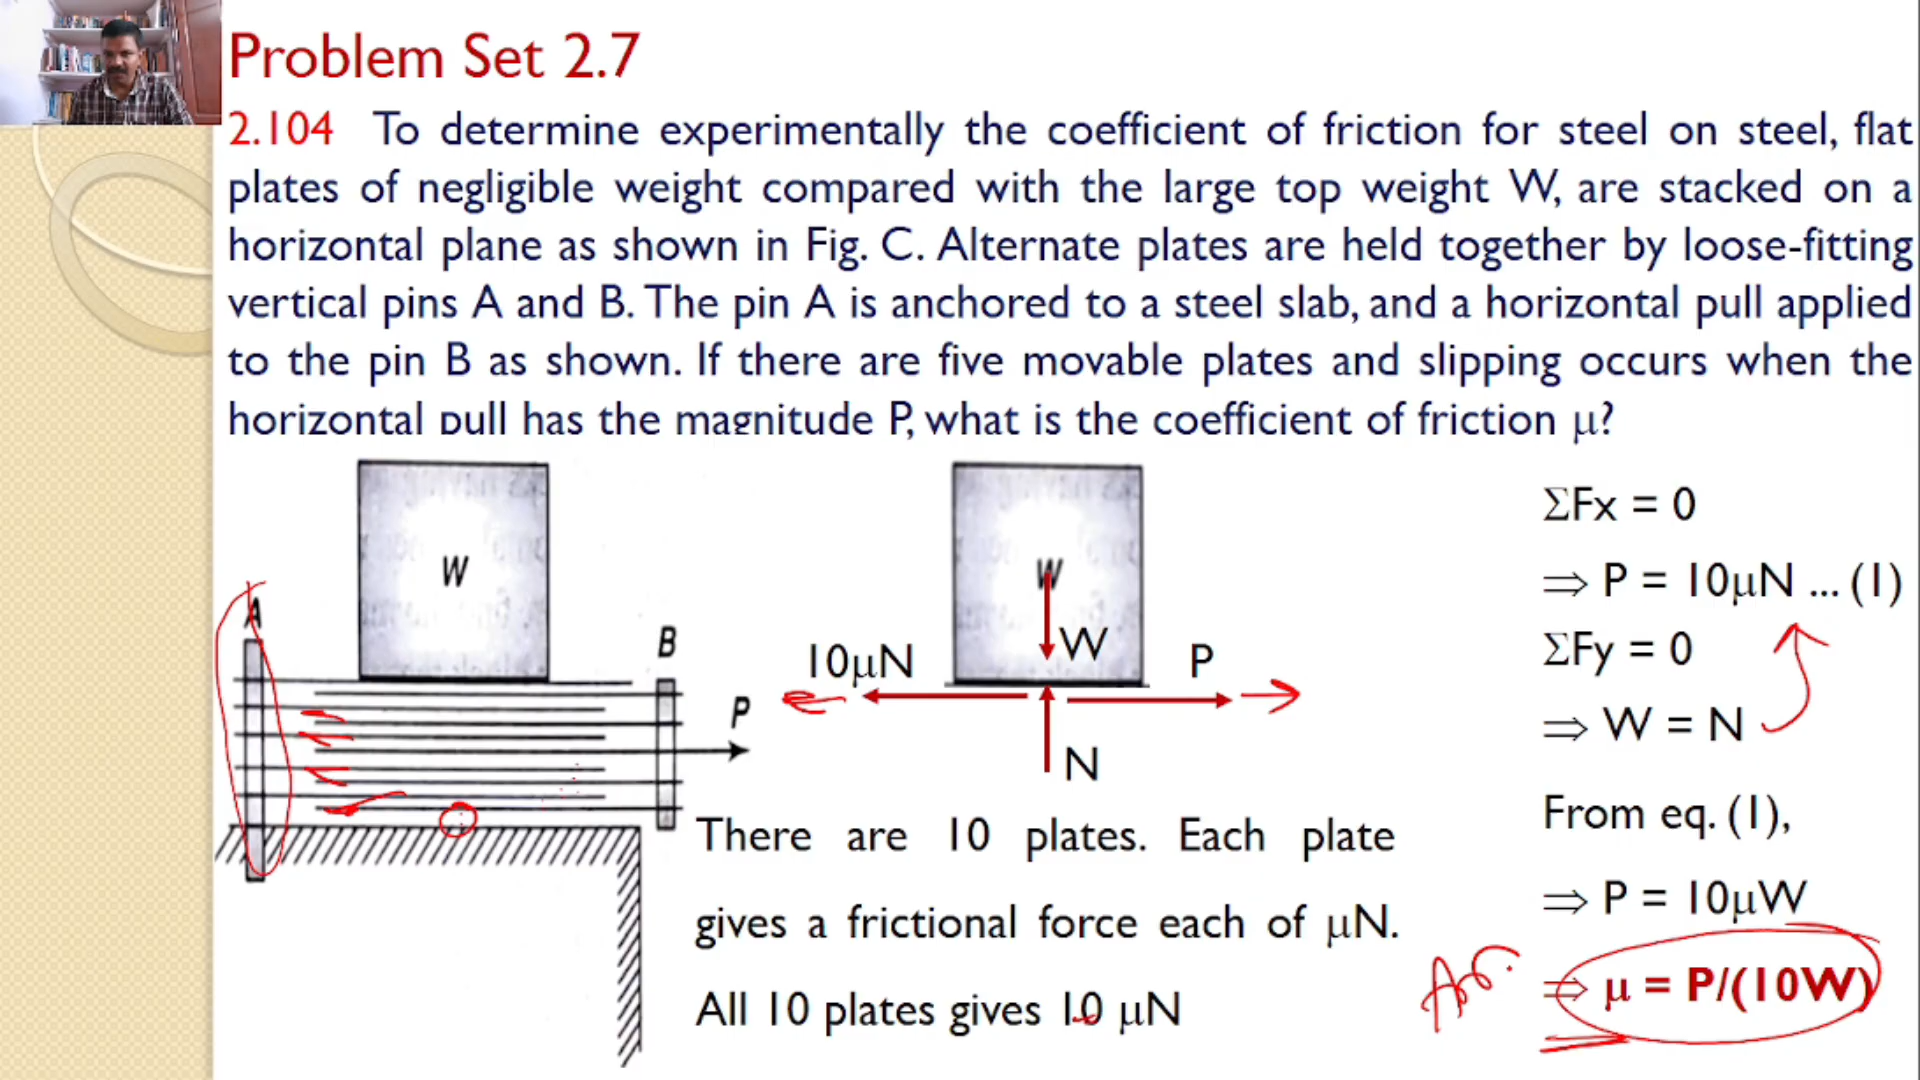 Problem Set 2.7
2.104 To determine experimentally the coefficient of friction for steel on steel, flat
plates of negligible weight compared with the large top weight W, are stacked on a
horizontal plane as shown in Fig. C. Alternate plates are held together by loose-fitting
vertical pins A and B. The pin A is anchored to a steel slab, and a horizontal pull applied
to the pin B as shown. If there are five movable plates and slipping occurs when the
horizontal pull has the magnitude P, what is the coefficient of friction μ?
W
A
B
P
W
W
10μN
P
N
There are 10 plates. Each plate
gives a frictional force each of μN.
All 10 plates gives 10 μN
ΣFx = 0
⇒ P = 10μN ... (1)
ΣFy = 0
⇒ W = N
From eq. (1),
⇒ P = 10μW
⇒ μ = P/(10W)